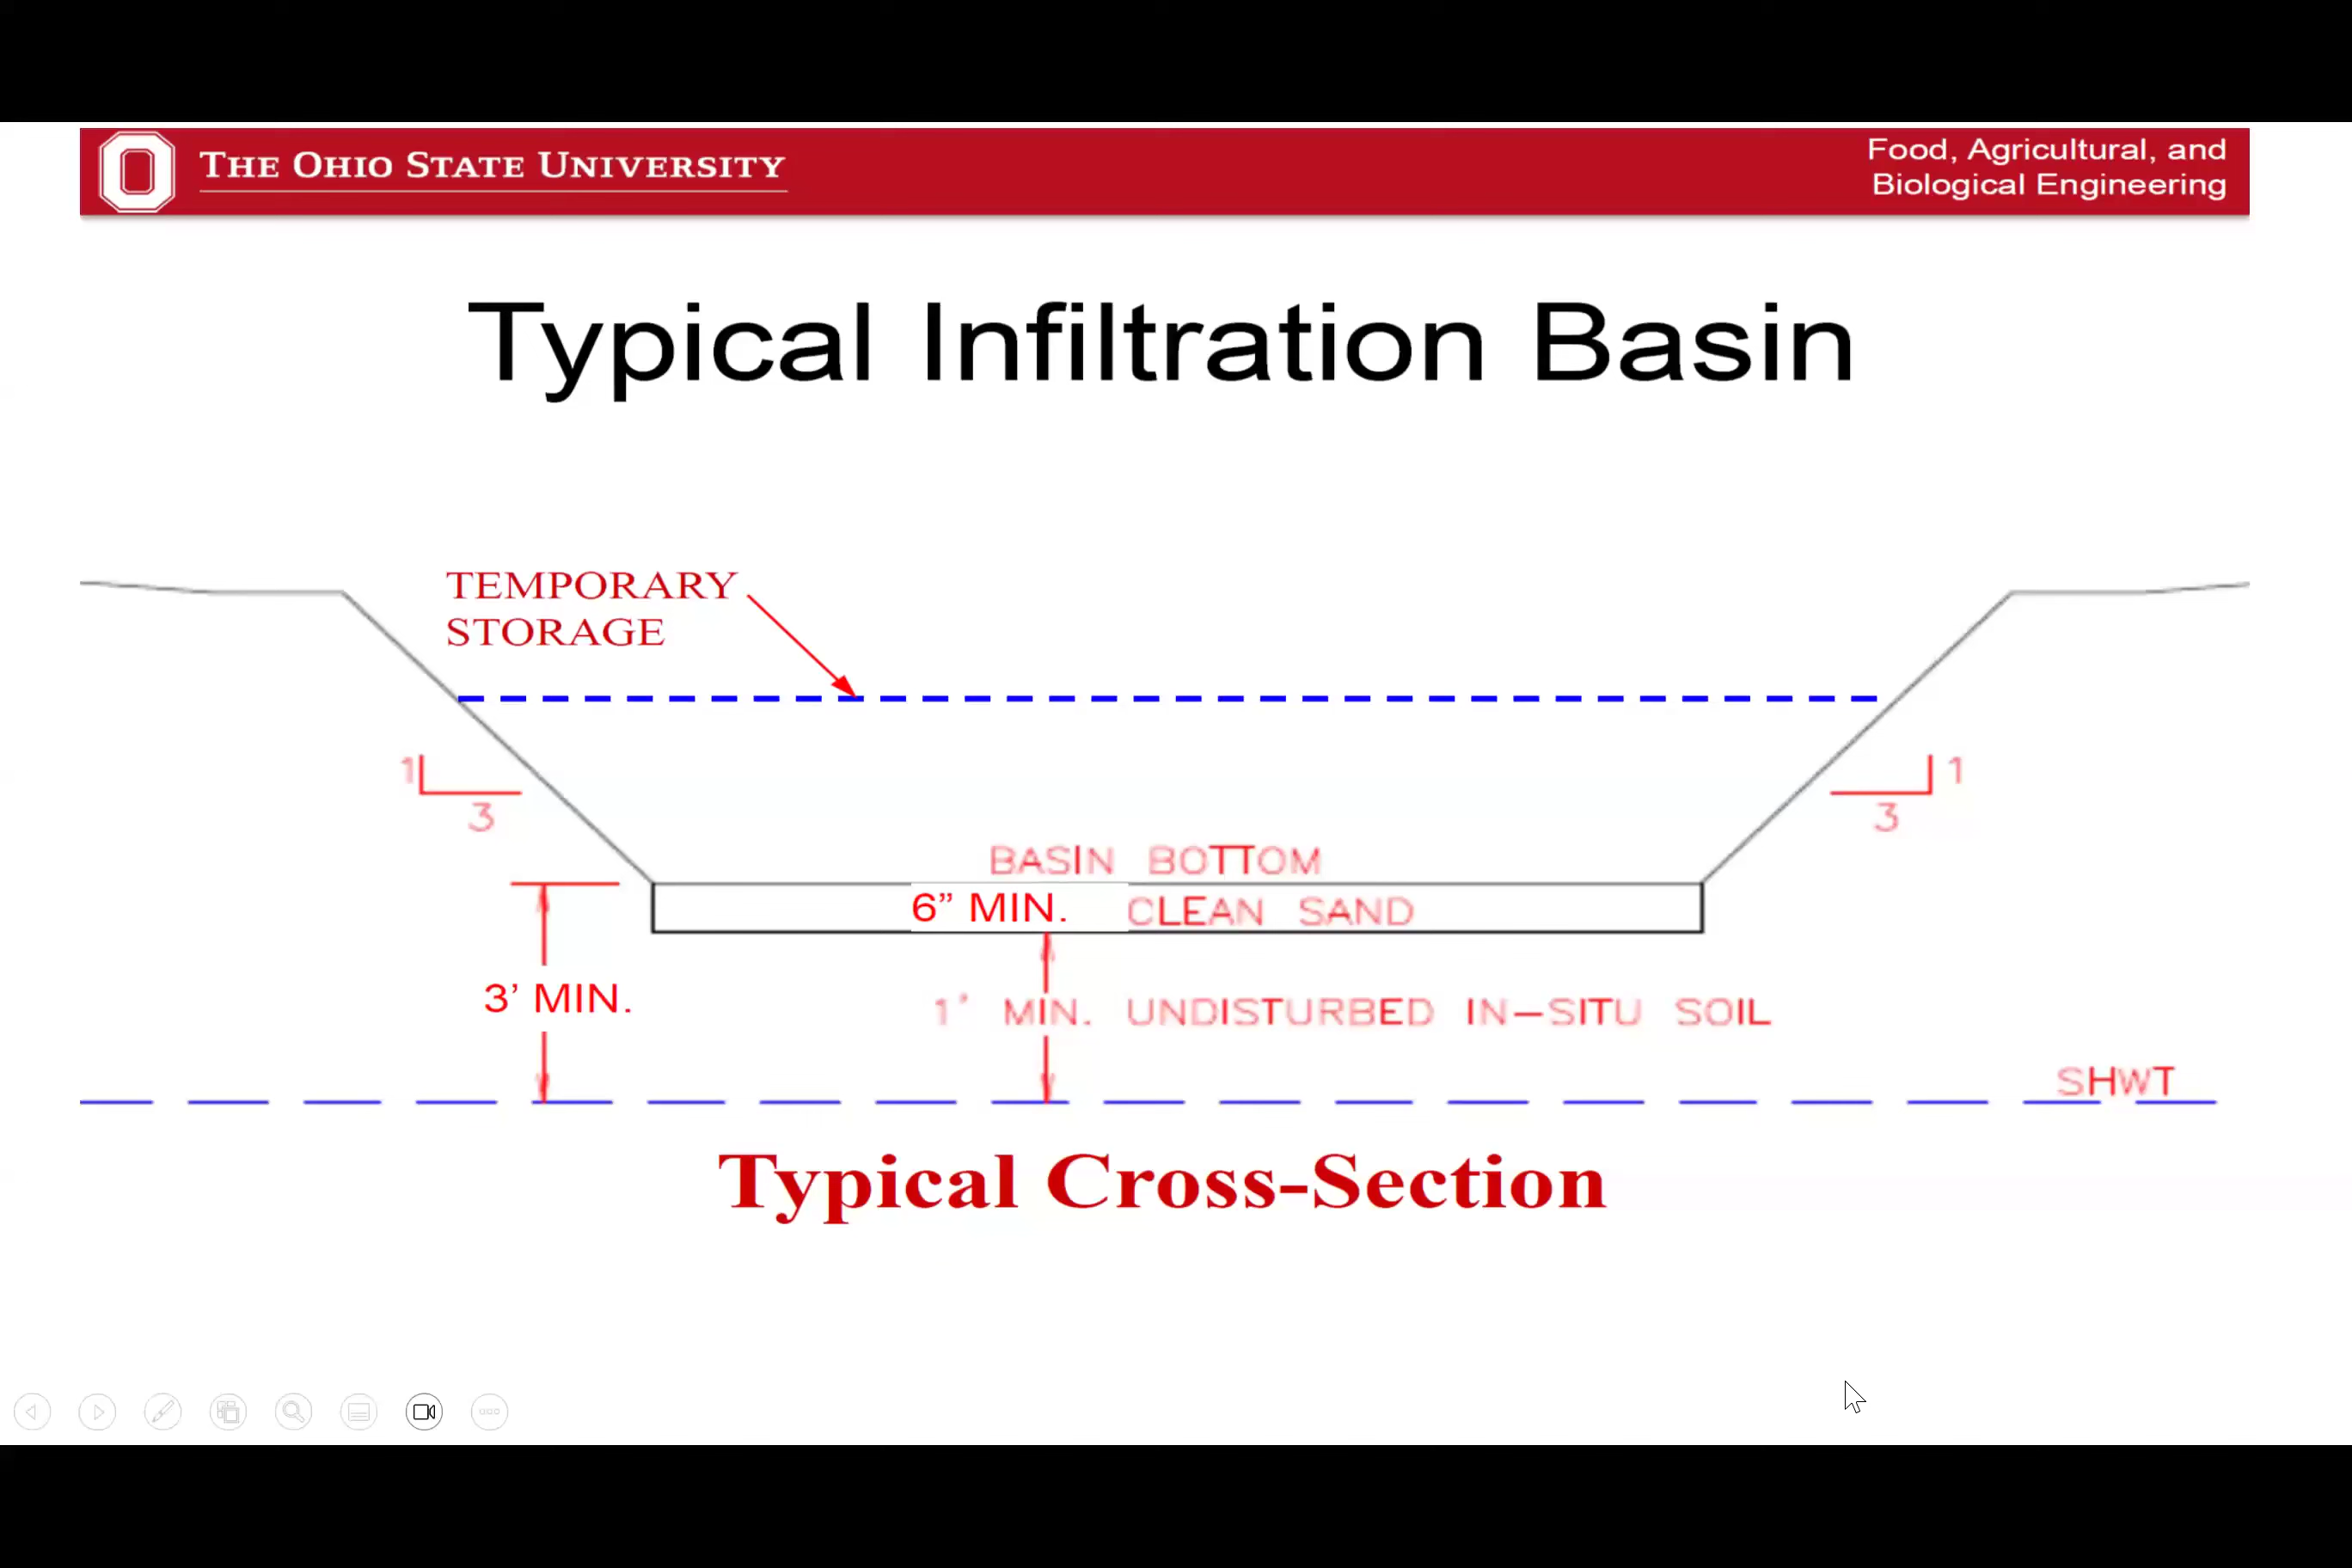 THE OHIO STATE UNIVERSITY
Food, Agricultural, and
Biological Engineering
Typical Infiltration Basin
TEMPORARY
STORAGE
1
3
1
3
BASIN BOTTOM
6” MIN. CLEAN SAND
3’ MIN.
1' MIN. UNDISTURBED IN-SITU SOIL
SHWT
Typical Cross-Section